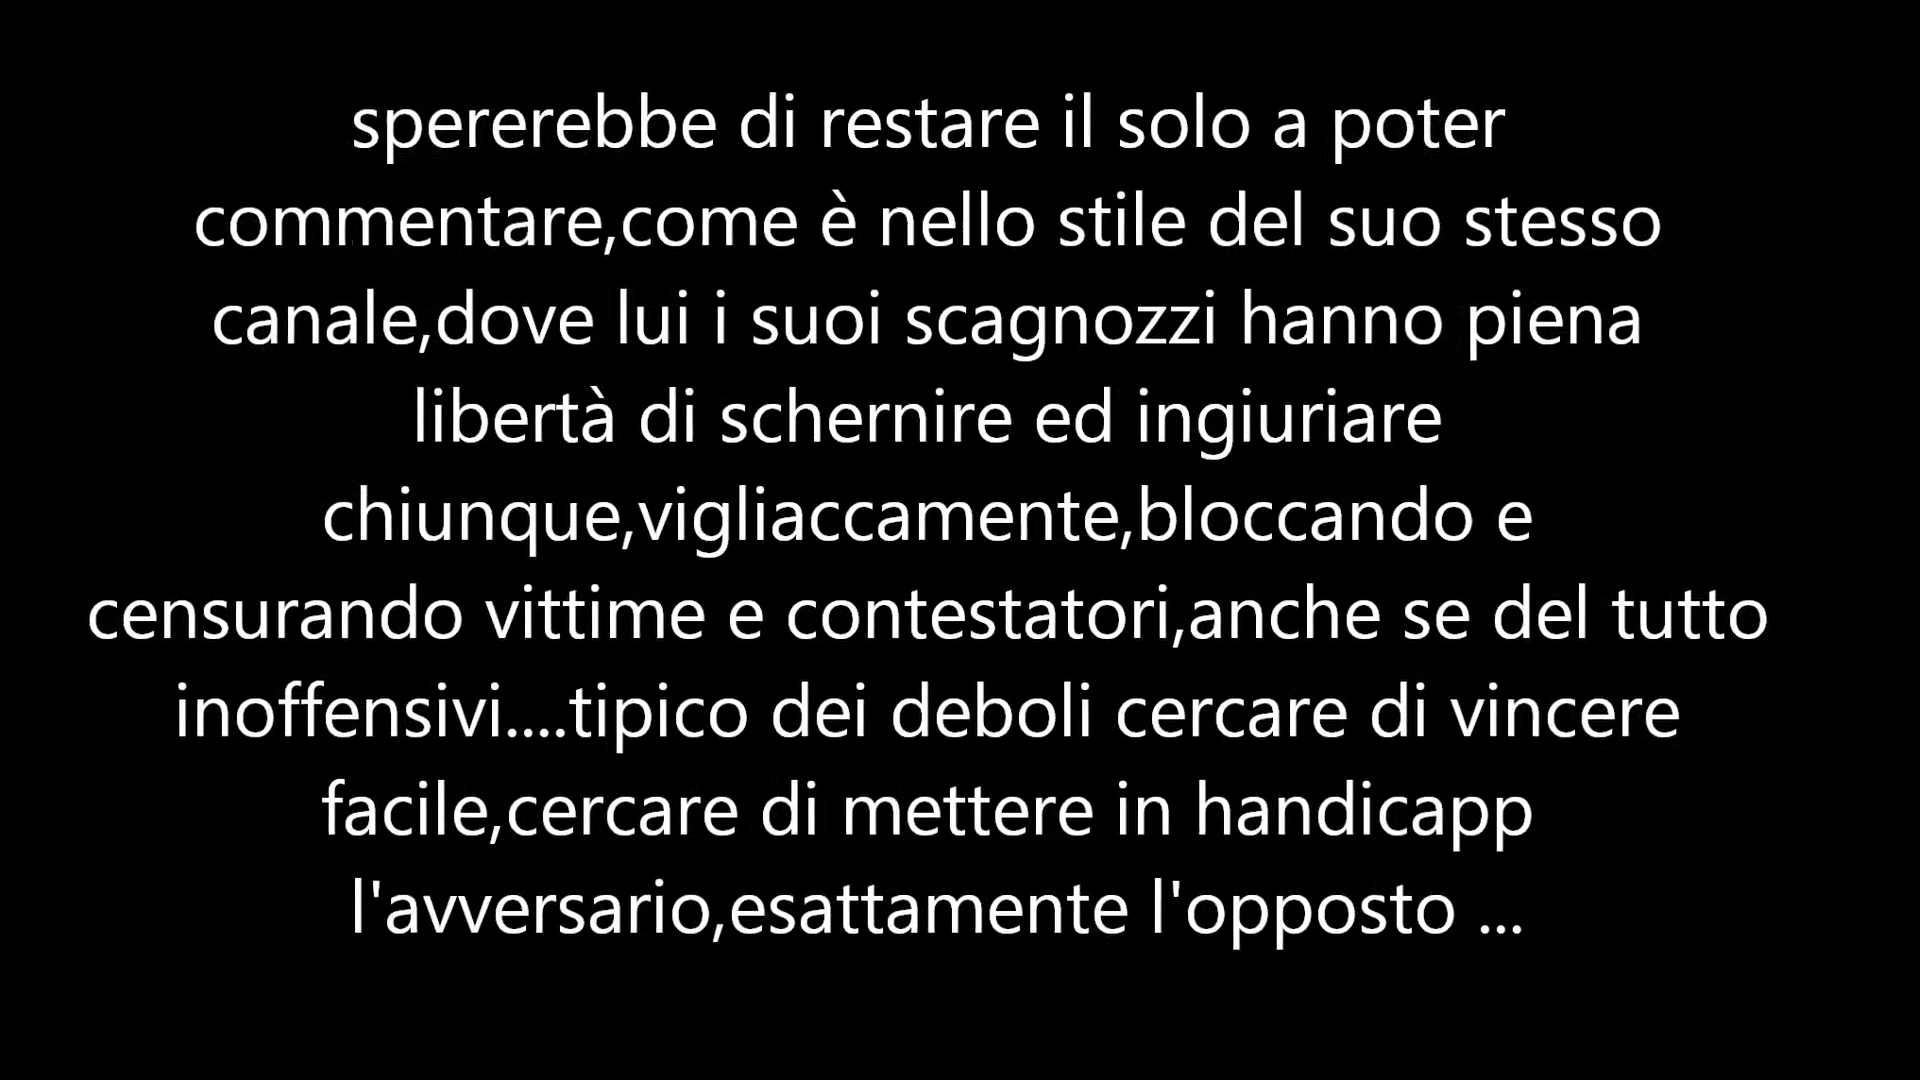 spererebbe di restare il solo a poter
commentare,come è nello stile del suo stesso
canale,dove lui i suoi scagnozzi hanno piena
libertà di schernire ed ingiuriare
chiunque,vigliaccamente,bloccando e
censurando vittime e contestatori,anche se del tutto
inoffensivi....tipico dei deboli cercare di vincere
facile,cercare di mettere in handicapp
l'avversario,esattamente l'opposto ...